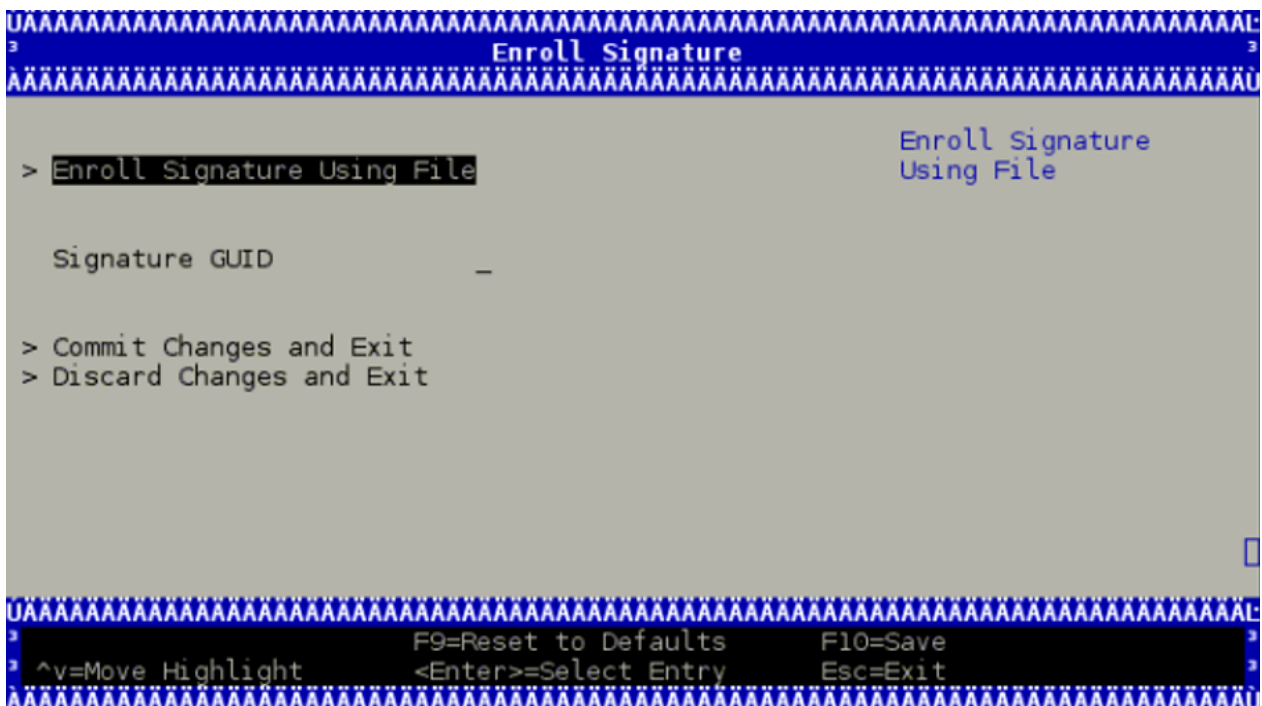 Enroll Signature
Enroll Signature
> Enroll Signature Using File Using File
Signature GUID _
> Commit Changes and Exit
> Discard Changes and Exit
F9=Reset to Defaults F10=Save
^v=Move Highlight <Enter>=Select Entry Esc=Exit